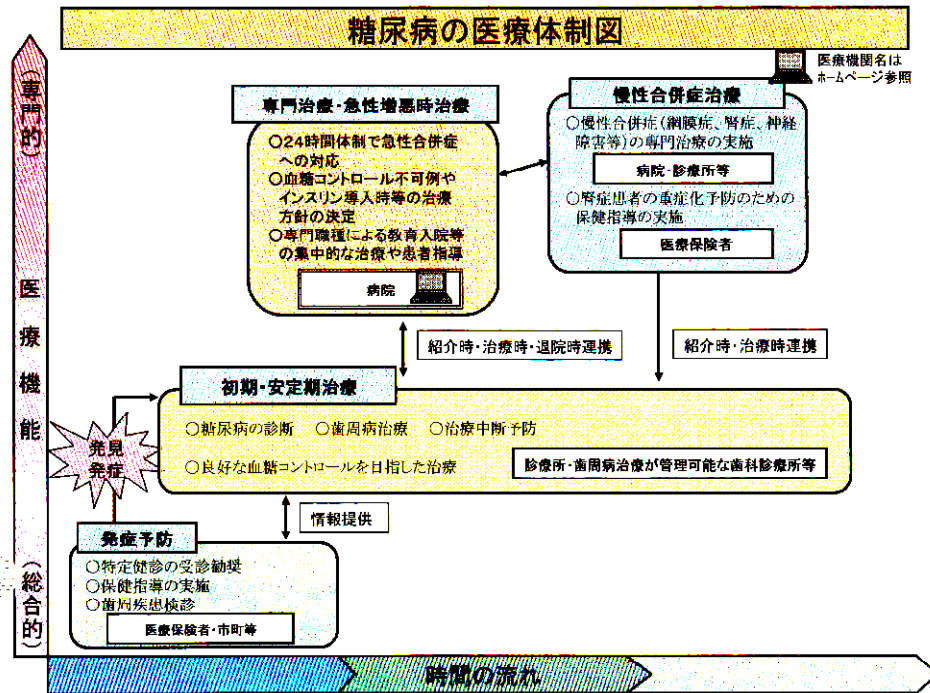 糖尿病の医療体制図
医療機関名は
ホームページ参照
(専門的)
医療機能
(総合的)
専門治療・急性増悪時治療
○24時間体制で急性合併症
への対応
○血糖コントロール不可例や
インスリン導入時等の治療
方針の決定
○専門職種による教育入院等
の集中的な治療や患者指導
病院
慢性合併症治療
○慢性合併症(網膜症、腎症、神経
障害等)の専門治療の実施
病院・診療所等
○腎症患者の重症化予防のための
保健指導の実施
医療保険者
紹介時・治療時・退院時連携
紹介時・治療時連携
初期・安定期治療
○糖尿病の診断 ○歯周病治療 ○治療中断予防
○良好な血糖コントロールを目指した治療
診療所・歯周病治療が管理可能な歯科診療所等
発見
発症
情報提供
発症予防
○特定健診の受診勧奨
○保健指導の実施
○歯周疾患検診
医療保険者・市町等
時間の流れ